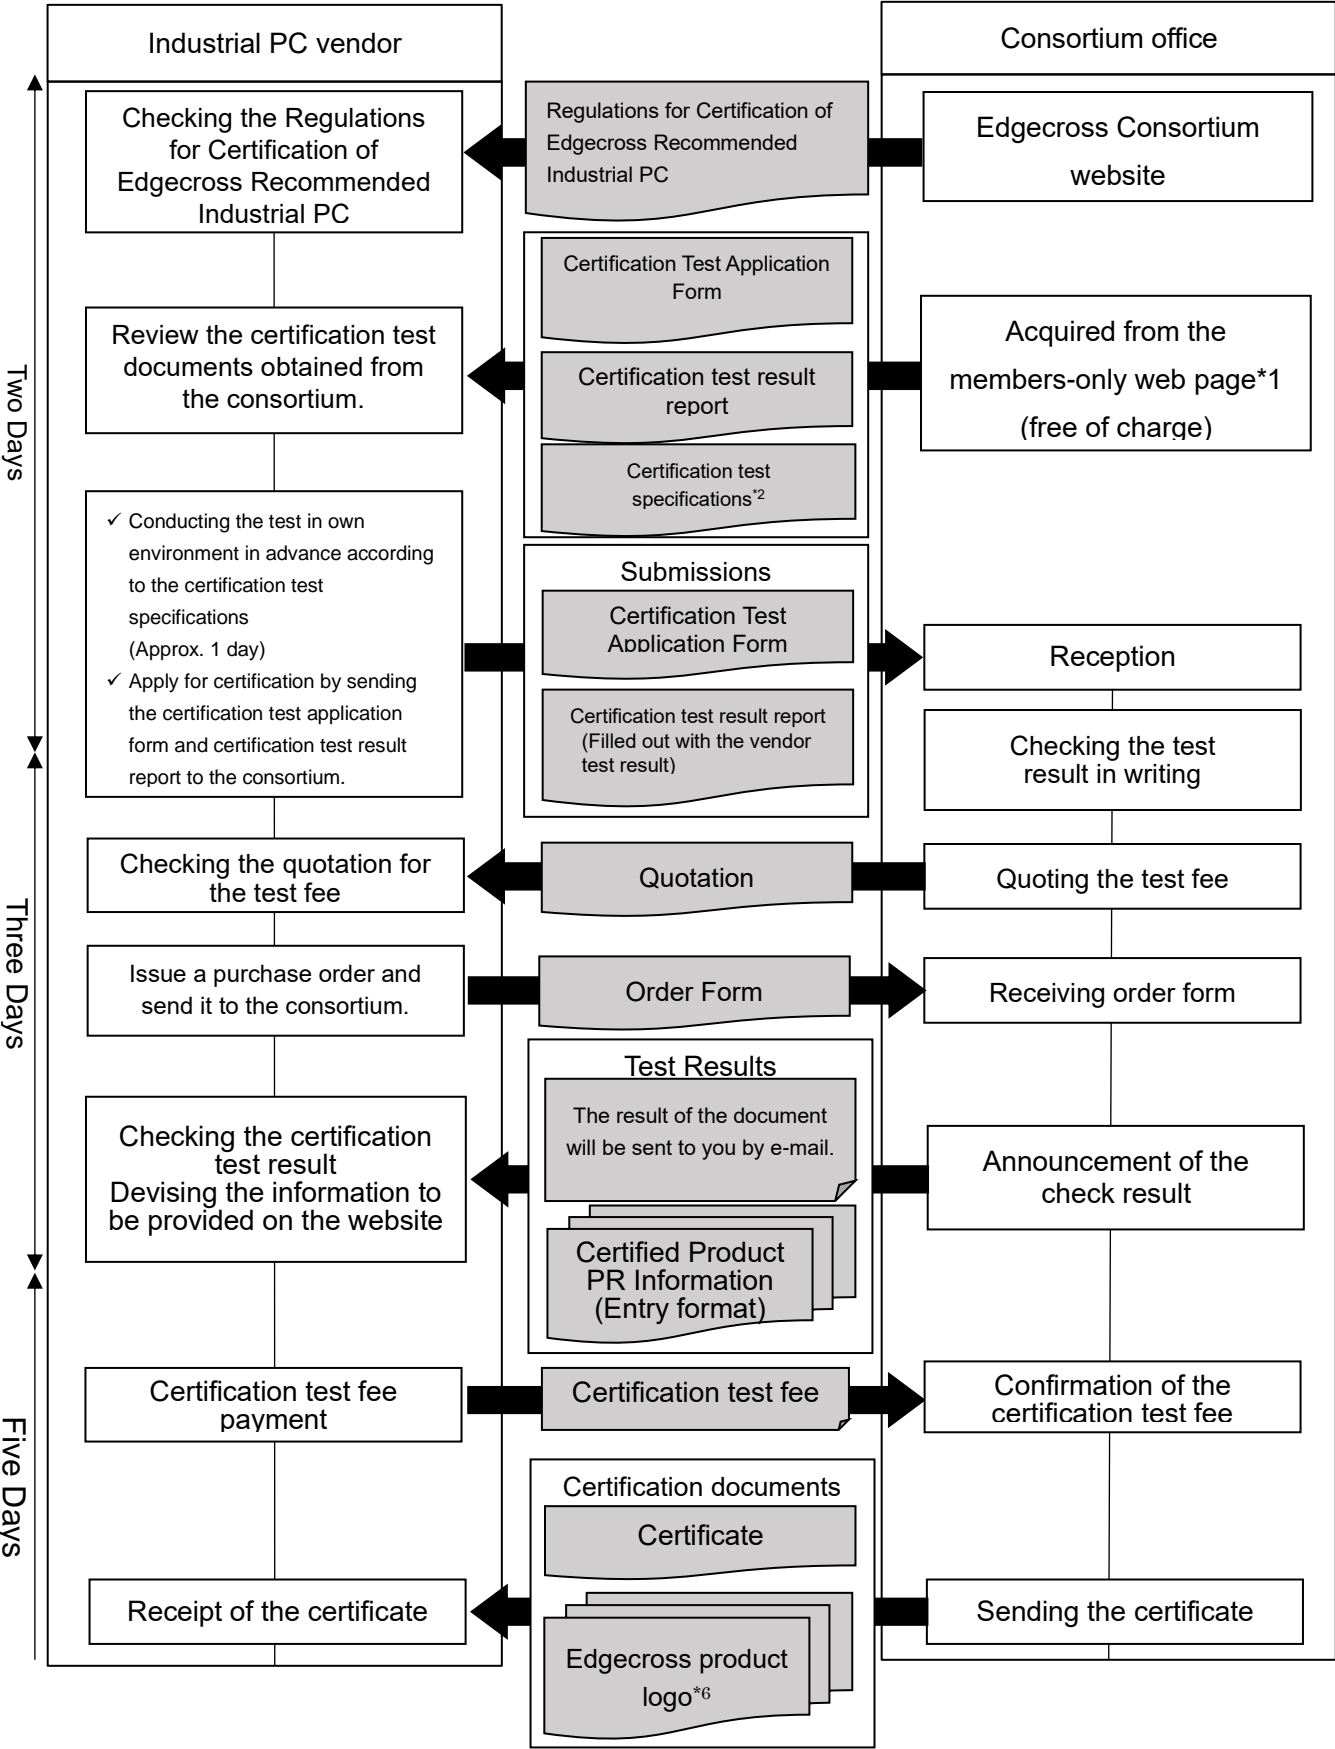 Industrial PC vendor
Consortium office
Checking the Regulations
for Certification of
Edgecross Recommended
Industrial PC
Regulations for Certification of
Edgecross Recommended
Industrial PC
Edgecross Consortium
website
Certification Test Application
Form
Review the certification test
documents obtained from
the consortium.
Certification test result
report
Acquired from the
members-only web page*1
(free of charge)
Certification test
specifications*2
Two Days
✓ Conducting the test in own
environment in advance according
to the certification test
specifications
(Approx. 1 day)
✓ Apply for certification by sending
the certification test application
form and certification test result
report to the consortium.
Submissions
Certification Test
Application Form
Certification test result report
(Filled out with the vendor
test result)
Reception
Checking the test
result in writing
Checking the quotation for
the test fee
Quotation
Quoting the test fee
Three Days
Issue a purchase order and
send it to the consortium.
Order Form
Receiving order form
Test Results
The result of the document
will be sent to you by e-mail.
Checking the certification
test result
Devising the information to
be provided on the website
Announcement of the
check result
Certified Product
PR Information
(Entry format)
Certification test fee
payment
Certification test fee
Confirmation of the
certification test fee
Five Days
Certification documents
Certificate
Receipt of the certificate
Sending the certificate
Edgecross product
logo*6